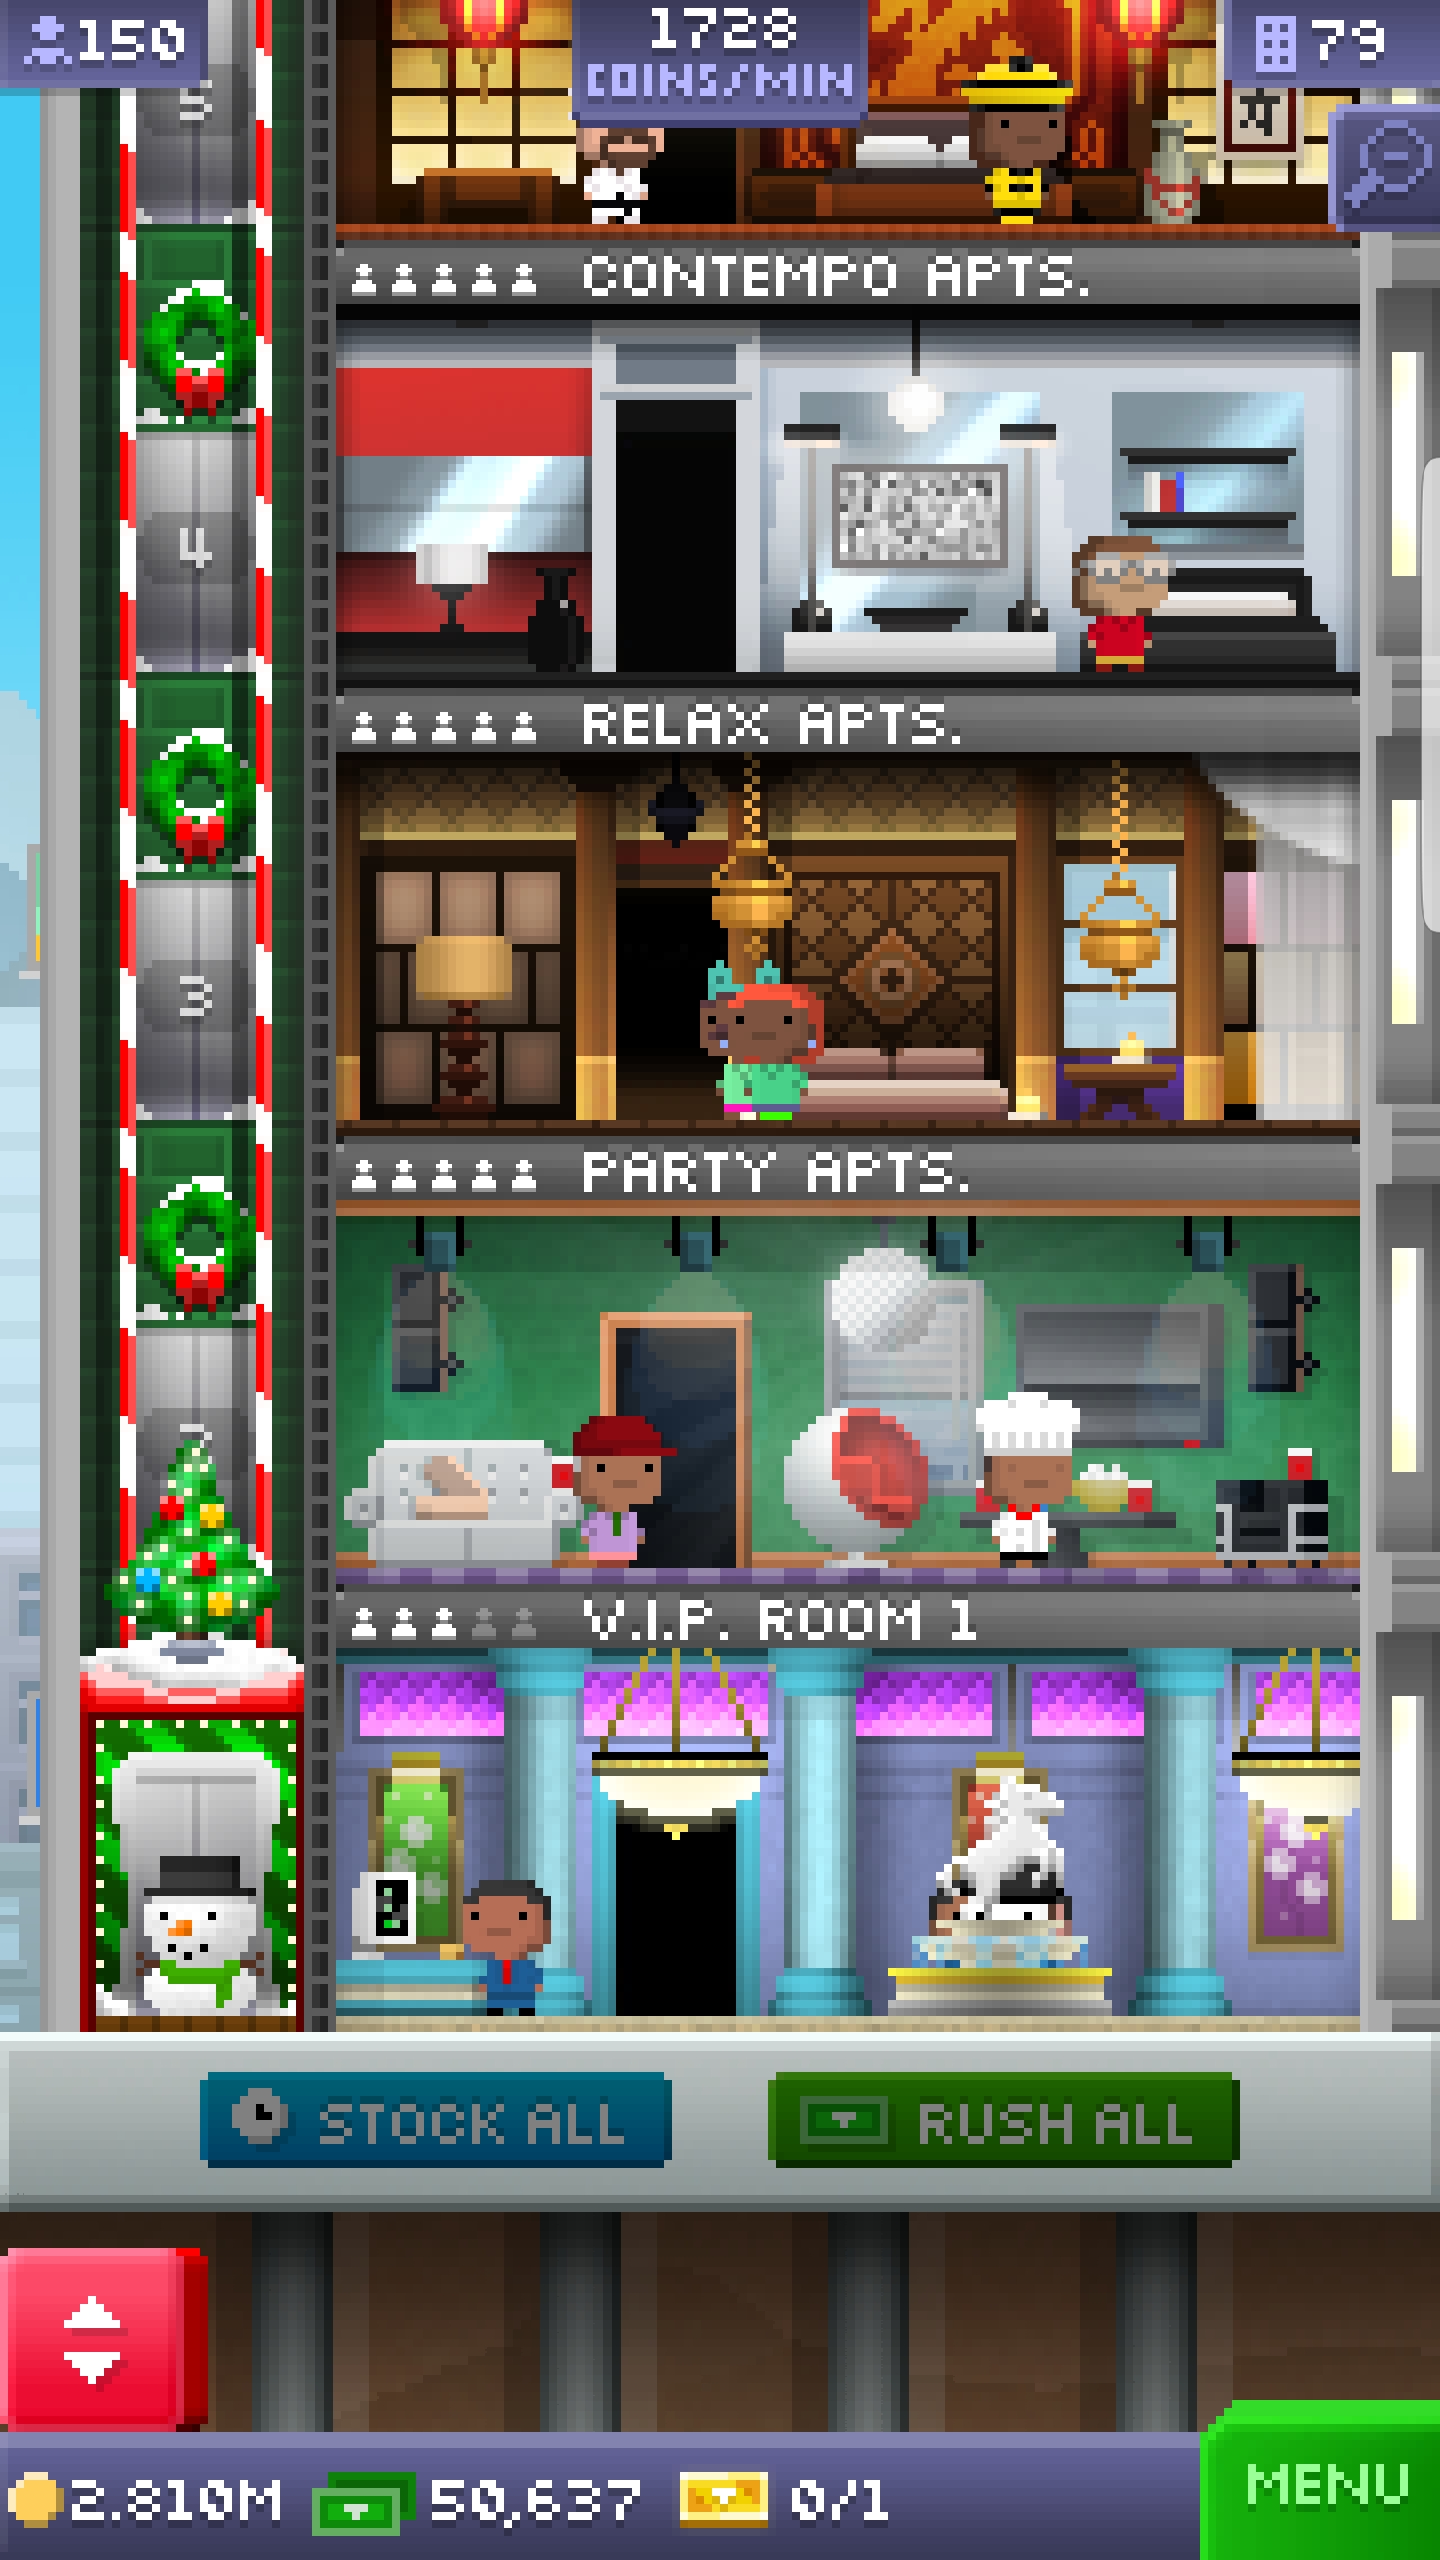 150
1728
COINS/MIN
79
5
CONTEMPO APTS.
4
RELAX APTS.
3
PARTY APTS.
V.I.P. ROOM 1
STOCK ALL
RUSH ALL
2.810M
50,637
0/1
MENU